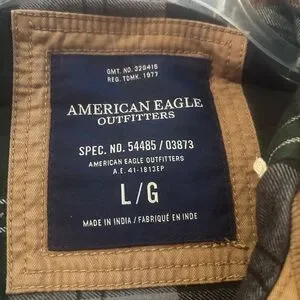 GMT. NO. 329415
REG. TDMK. 1977
AMERICAN EAGLE
OUTFITTERS
SPEC. NO. 54485 / 03873
AMERICAN EAGLE OUTFITTERS
A.E. 41-1813EP
L/G
MADE IN INDIA / FABRIQUÉ EN INDE